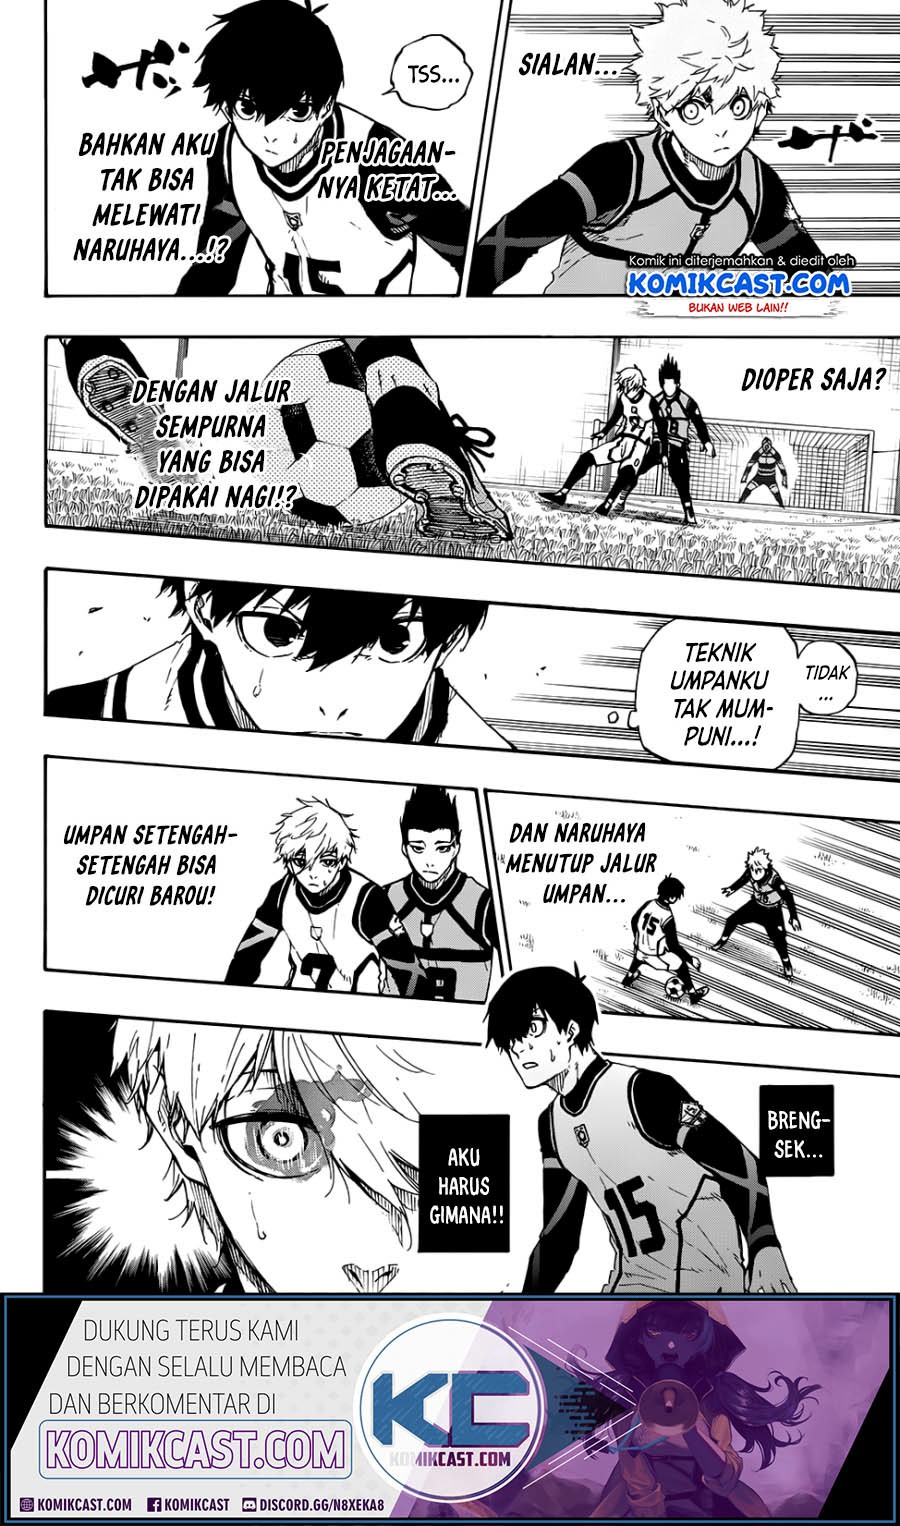 SIALAN...
TSS...
PENJAGAAN-
NYA KETAT...
BAHKAN AKU
TAK BISA
MELEWATI
NARUHAYA...!?
Komik ini diterjemahkan & diedit oleh
KOMIKCAST.COM
BUKAN WEB LAIN!!
DIOPER SAJA?
DENGAN JALUR
SEMPURNA
YANG BISA
DIPAKAI NAGI!?
TIDAK
...
TEKNIK
UMPANKU
TAK MUM-
PUNI...!
DAN NARUHAYA
MENUTUP JALUR
UMPAN...
15
UMPAN SETENGAH-
SETENGAH BISA
DICURI BAROU!
7
BRENG-
SEK...
15
AKU
HARUS
GIMANA!!
DUKUNG TERUS KAMI
DENGAN SELALU MEMBACA
DAN BERKOMENTAR DI
KOMIKCAST.COM
KC
KOMIKCAST.COM
KOMIKCAST.COM
KOMIKCAST
DISCORD.GG/N8XEKA8